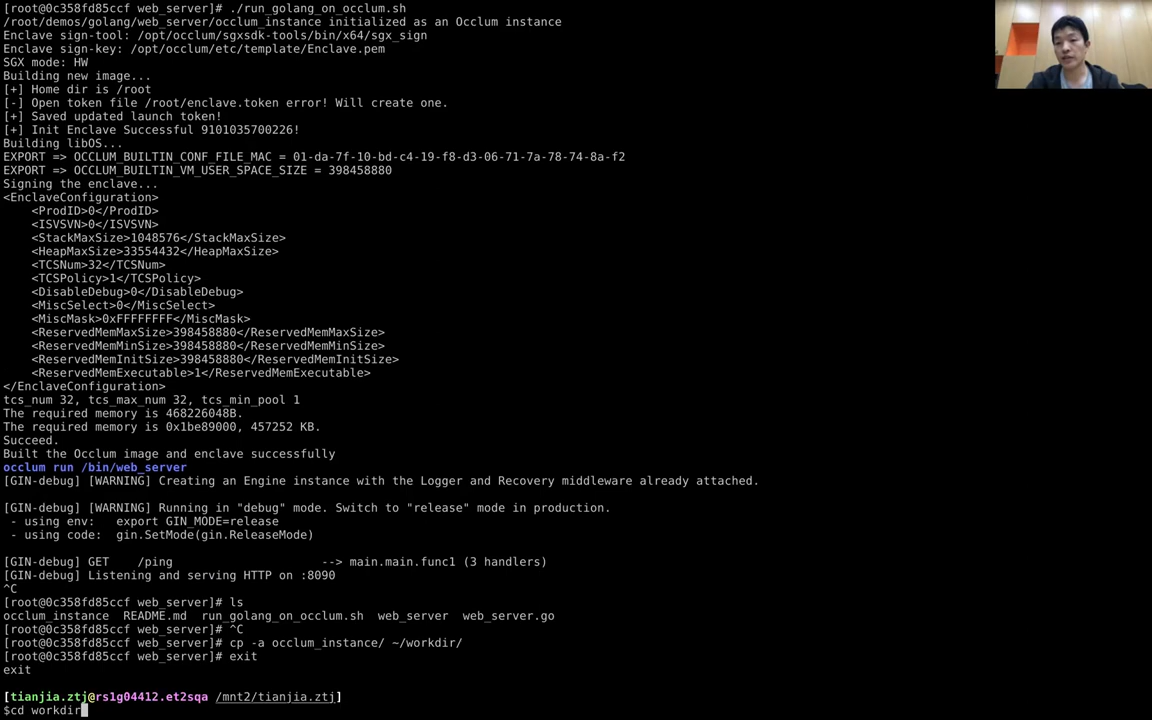 [root@0c358fd85ccf web_server]# ./run_golang_on_occlum.sh
/root/demos/golang/web_server/occlum_instance initialized as an Occlum instance
Enclave sign-tool: /opt/occlum/sgxsdk-tools/bin/x64/sgx_sign
Enclave sign-key: /opt/occlum/etc/template/Enclave.pem
SGX mode: HW
Building new image...
[+] Home dir is /root
[-] Open token file /root/enclave.token error! Will create one.
[+] Saved updated launch token!
[+] Init Enclave Successful 9101035700226!
Building libOS...
EXPORT => OCCLUM_BUILTIN_CONF_FILE_MAC = 01-da-7f-10-bd-c4-19-f8-d3-06-71-7a-78-74-8a-f2
EXPORT => OCCLUM_BUILTIN_VM_USER_SPACE_SIZE = 398458880
Signing the enclave...
<EnclaveConfiguration>
    <ProdID>0</ProdID>
    <ISVSVN>0</ISVSVN>
    <StackMaxSize>1048576</StackMaxSize>
    <HeapMaxSize>33554432</HeapMaxSize>
    <TCSNum>32</TCSNum>
    <TCSPolicy>1</TCSPolicy>
    <DisableDebug>0</DisableDebug>
    <MiscSelect>0</MiscSelect>
    <MiscMask>0xFFFFFFFF</MiscMask>
    <ReservedMemMaxSize>398458880</ReservedMemMaxSize>
    <ReservedMemMinSize>398458880</ReservedMemMinSize>
    <ReservedMemInitSize>398458880</ReservedMemInitSize>
    <ReservedMemExecutable>1</ReservedMemExecutable>
</EnclaveConfiguration>
tcs_num 32, tcs_max_num 32, tcs_min_pool 1
The required memory is 468226048B.
The required memory is 0x1be89000, 457252 KB.
Succeed.
Built the Occlum image and enclave successfully
occlum run /bin/web_server
[GIN-debug] [WARNING] Creating an Engine instance with the Logger and Recovery middleware already attached.
[GIN-debug] [WARNING] Running in "debug" mode. Switch to "release" mode in production.
 - using env:   export GIN_MODE=release
 - using code:  gin.SetMode(gin.ReleaseMode)
[GIN-debug] GET    /ping                     --> main.main.func1 (3 handlers)
[GIN-debug] Listening and serving HTTP on :8090
^C
[root@0c358fd85ccf web_server]# ls
occlum_instance  README.md  run_golang_on_occlum.sh  web_server  web_server.go
[root@0c358fd85ccf web_server]# ^C
[root@0c358fd85ccf web_server]# cp -a occlum_instance/ ~/workdir/
[root@0c358fd85ccf web_server]# exit
exit
[tianjia.ztj@rs1g04412.et2sqa /mnt2/tianjia.ztj]
$cd workdir